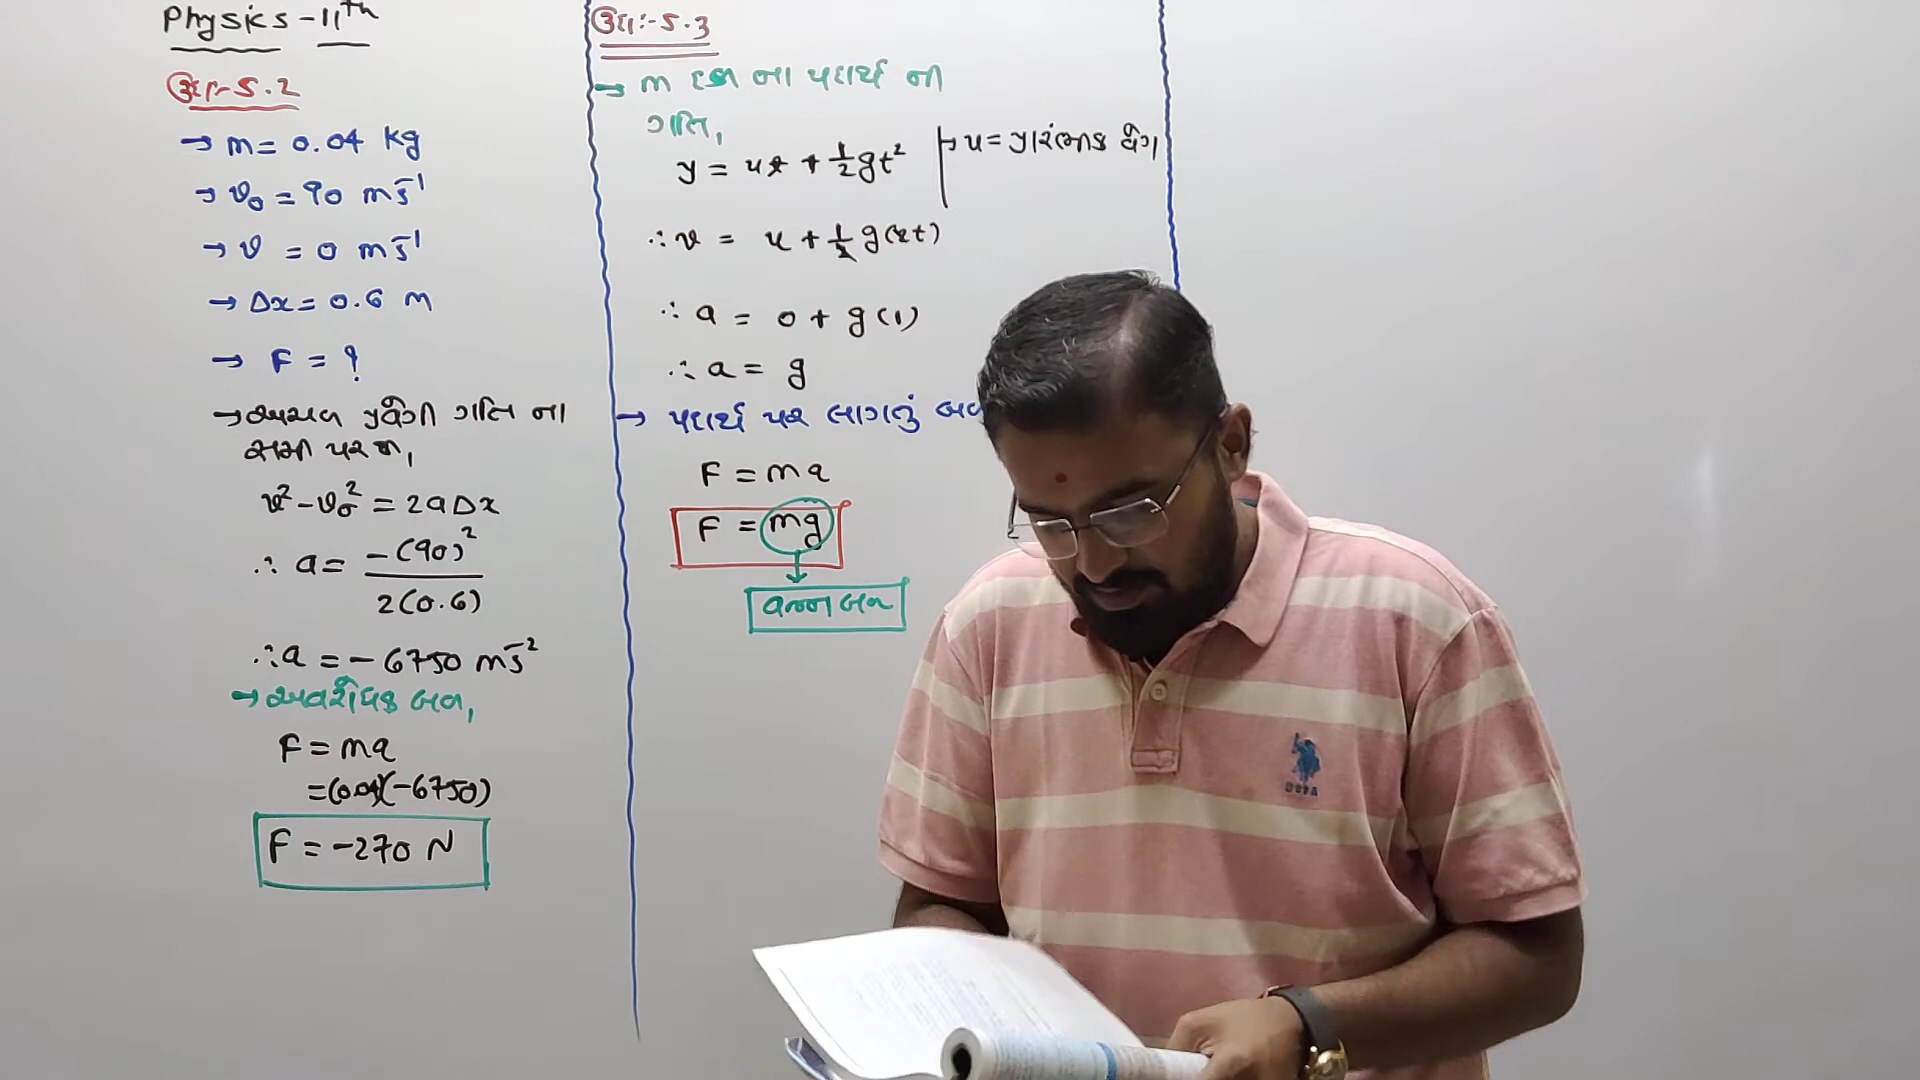 Physics - 11th
ઉદા:-5.2
→ m = 0.04 kg
→ v₀ = 90 ms⁻¹
→ v = 0 ms⁻¹
→ Δx = 0.6 m
→ F = ?
→ અચળ પ્રવેગી ગતિ ના
સમી પરથી,
v² - v₀² = 2aΔx
∴ a = -(90)² / 2(0.6)
∴ a = -6750 ms⁻²
→ અવરોધક બળ,
F = ma
= (0.04)(-6750)
F = -270 N
ઉદા:-5.3
→ m દળ ના પદાર્થ ની
ગતિ,
y = ut + ½gt²
→ u = પ્રારંભિક વેગ
∴ v = u + ½ g(2t)
∴ a = 0 + g(1)
∴ a = g
→ પદાર્થ પર લાગતું બળ
F = ma
F = mg
વજન બળ
USPA